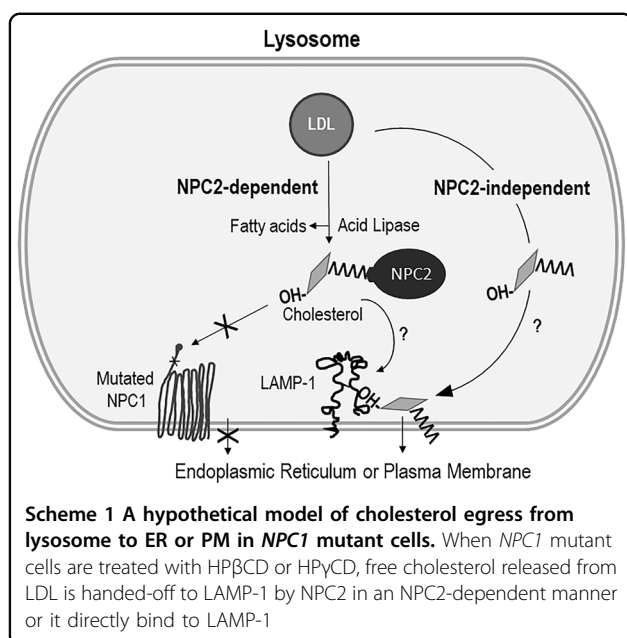 Lysosome
LDL
NPC2-dependent
NPC2-independent
Fatty acids
Acid Lipase
NPC2
OH-
Cholesterol
OH-
?
?
Mutated
NPC1
LAMP-1
OH-
Endoplasmic Reticulum or Plasma Membrane
Scheme 1 A hypothetical model of cholesterol egress from
lysosome to ER or PM in NPC1 mutant cells. When NPC1 mutant
cells are treated with HPβCD or HPγCD, free cholesterol released from
LDL is handed-off to LAMP-1 by NPC2 in an NPC2-dependent manner
or it directly bind to LAMP-1